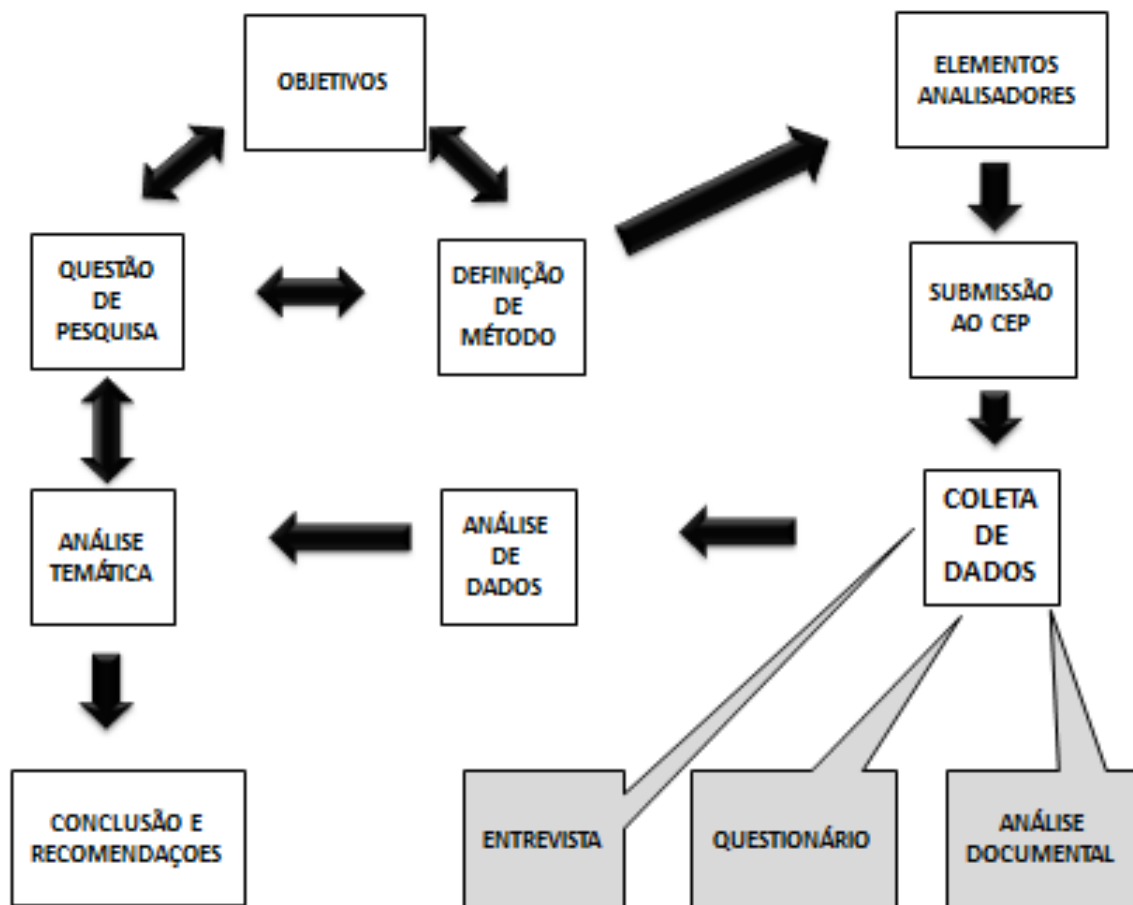 OBJETIVOS
ELEMENTOS
ANALISADORES
QUESTÃO
DE
PESQUISA
DEFINIÇÃO
DE
MÉTODO
SUBMISSÃO
AO CEP
ANÁLISE
TEMÁTICA
ANÁLISE
DE
DADOS
COLETA
DE
DADOS
CONCLUSÃO E
RECOMENDAÇOES
ENTREVISTA
QUESTIONÁRIO
ANÁLISE
DOCUMENTAL